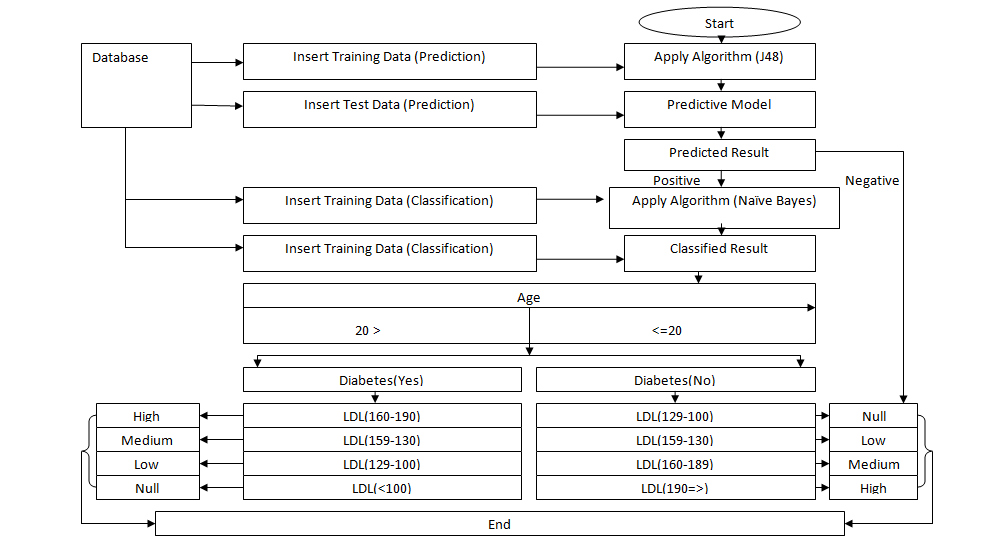 Start
Database
Insert Training Data (Prediction)
Apply Algorithm (J48)
Insert Test Data (Prediction)
Predictive Model
Predicted Result
Positive
Negative
Insert Training Data (Classification)
Apply Algorithm (Naïve Bayes)
Insert Training Data (Classification)
Classified Result
Age
20 >
<=20
Diabetes(Yes)
Diabetes(No)
High
LDL(160-190)
LDL(129-100)
Null
Medium
LDL(159-130)
LDL(159-130)
Low
Low
LDL(129-100)
LDL(160-189)
Medium
Null
LDL(<100)
LDL(190=>)
High
End